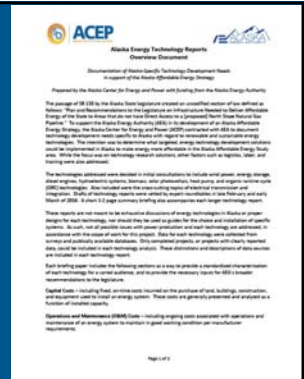 ACEP
ALASKA
Alaska Energy Technology Reports
Overview Document
Documentation of Alaska-Specific Technology Development Needs
in support of the Alaska Affordable Energy Strategy
Prepared by the Alaska Center for Energy and Power with funding from the Alaska Energy Authority
The passage of SB 138 by the Alaska State Legislature created an uncodified section of law defined as
follows: "Plan and Recommendations to the Legislature on Infrastructure Needed to Deliver Affordable
Energy of the State to Areas that do not have Direct Access to a [proposed] North Slope Natural Gas
Pipeline." To support the Alaska Energy Authority (AEA) in its development of an Alaska Affordable
Energy Strategy, the Alaska Center for Energy and Power (ACEP) contracted with AEA to document
technology development needs specific to Alaska with regard to renewable and sustainable energy
technologies. The intention was to determine what targeted, energy technology development solutions
could be implemented in Alaska to make energy more affordable in the Alaska Affordable Energy Study
area. While the focus was on technology research solutions, other factors such as logistics, labor, and
training were also addressed.
The technologies addressed were decided in initial consultations to include wind power, energy storage,
diesel engines, hydroelectric systems, biomass, solar photovoltaic, heat pump, and organic rankine cycle
(ORC) technologies. Also included were the cross-cutting topics of electrical transmission and
integration. Drafts of technology reports were vetted by expert roundtables in late February and early
March of 2016. A short 1-2 page summary briefing also accompanies each longer technology report.
These reports are not meant to be exhaustive discussions of energy technologies in Alaska or proper
designs for each technology, nor should they be used as guides for the choice and installation of specific
systems. As such, not all possible issues with power production and each technology are addressed, in
accordance with the scope of work for this project. Data for each technology were collected from
surveys and publically available databases. Only completed projects, or projects with clearly reported
data, could be included in each technology analysis. These distinctions and descriptions of data sources
are included in each technology report.
Each briefing paper includes the following sections as a way to provide a standardized characterization
of each technology for a varied audience, and to provide the necessary inputs for AEA's broader
recommendations to the legislature.
Capital Costs – including fixed, one-time costs incurred on the purchase of land, buildings, construction,
and equipment used to install an energy system. These costs are generally presented and analyzed as a
function of installed capacity.
Operations and Maintenance (O&M) Costs – including ongoing costs associated with operations and
maintenance of an energy system to maintain in good working condition per manufacturer
requirements.
Page 1 of 3